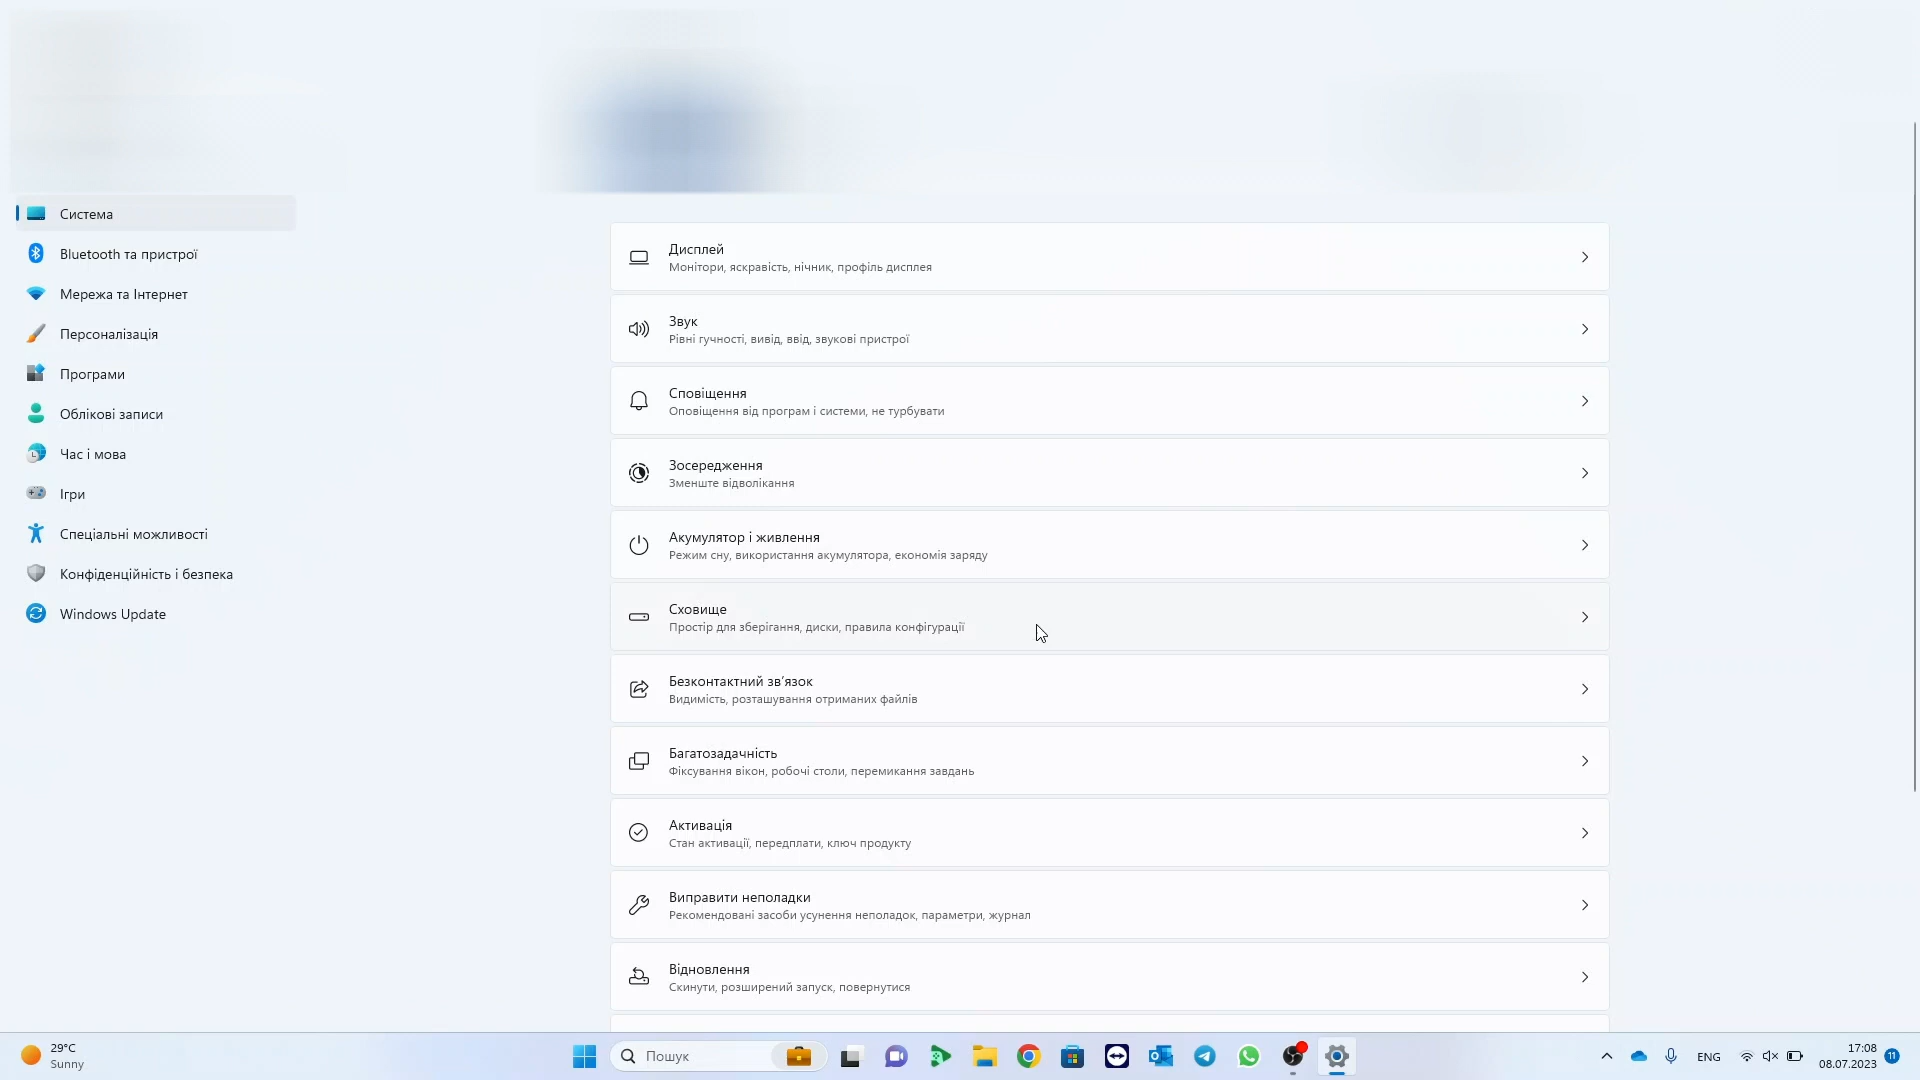 Система
Bluetooth та пристрої
Мережа та Інтернет
Персоналізація
Програми
Облікові записи
Час і мова
Ігри
Спеціальні можливості
Конфіденційність і безпека
Windows Update
Дисплей
Монітори, яскравість, нічник, профіль дисплея
Звук
Рівні гучності, вивід, ввід, звукові пристрої
Сповіщення
Оповіщення від програм і системи, не турбувати
Зосередження
Зменште відволікання
Акумулятор і живлення
Режим сну, використання акумулятора, економія заряду
Сховище
Простір для зберігання, диски, правила конфігурації
Безконтактний зв’язок
Видимість, розташування отриманих файлів
Багатозадачність
Фіксування вікон, робочі столи, перемикання завдань
Активація
Стан активації, передплати, ключ продукту
Виправити неполадки
Рекомендовані засоби усунення неполадок, параметри, журнал
Відновлення
Скинути, розширений запуск, повернутися
29°C
Sunny
Пошук
ENG
17:08
08.07.2023
11